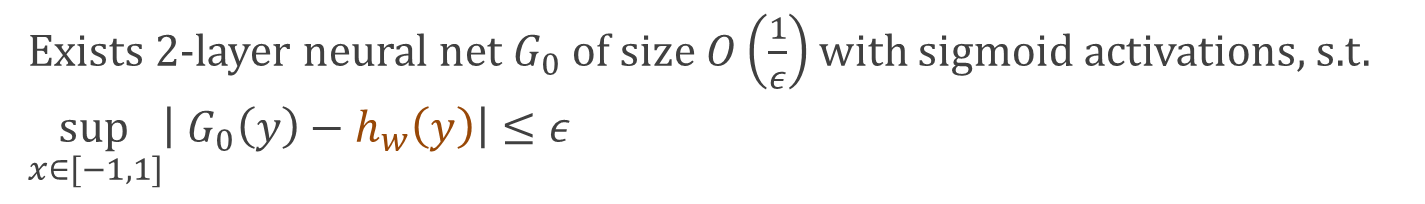 Exists 2-layer neural net G₀ of size O(1/ϵ) with sigmoid activations, s.t.
sup | G₀(y) − h_w(y)| ≤ ϵ
x∈[−1,1]